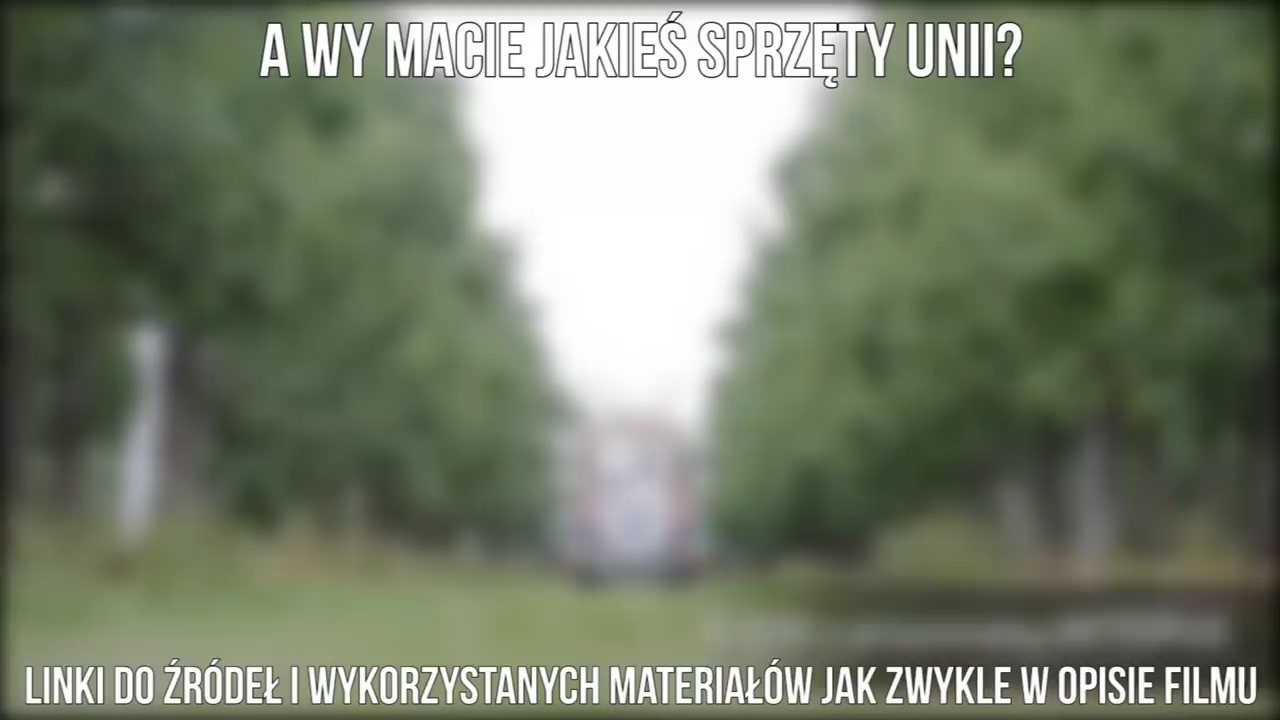 A WY MACIE JAKIEŚ SPRZĘTY UNII?
LINKI DO ŹRÓDEŁ I WYKORZYSTANYCH MATERIAŁÓW JAK ZWYKLE W OPISIE FILMU